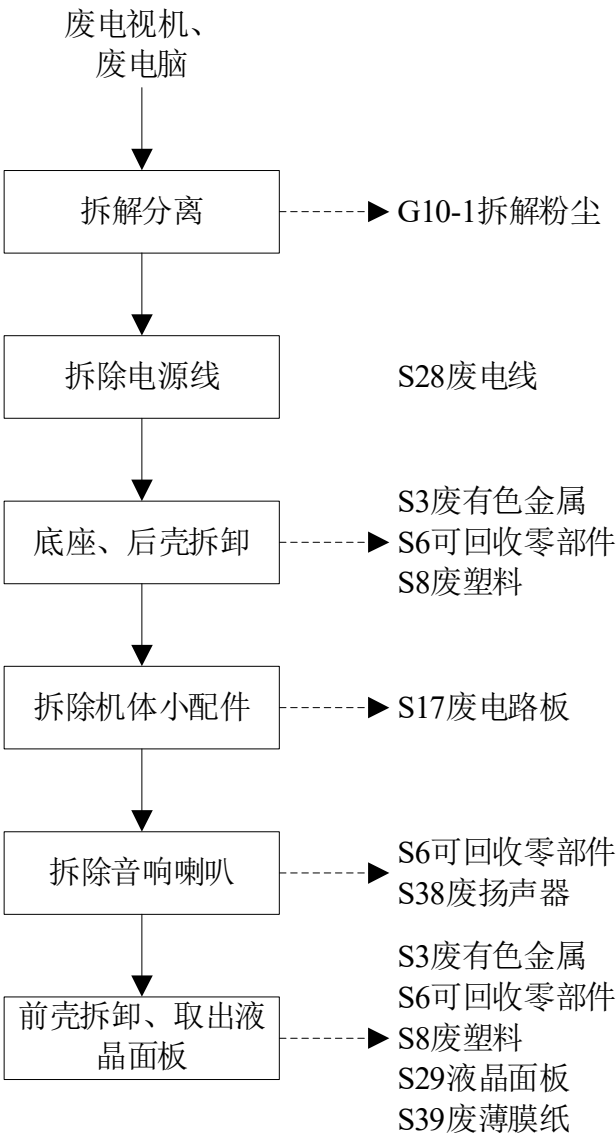 废电视机、
废电脑
拆解分离
G10-1拆解粉尘
拆除电源线
S28废电线
底座、后壳拆卸
S3废有色金属
S6可回收零部件
S8废塑料
拆除机体小配件
S17废电路板
拆除音响喇叭
S6可回收零部件
S38废扬声器
前壳拆卸、取出液
晶面板
S3废有色金属
S6可回收零部件
S8废塑料
S29液晶面板
S39废薄膜纸